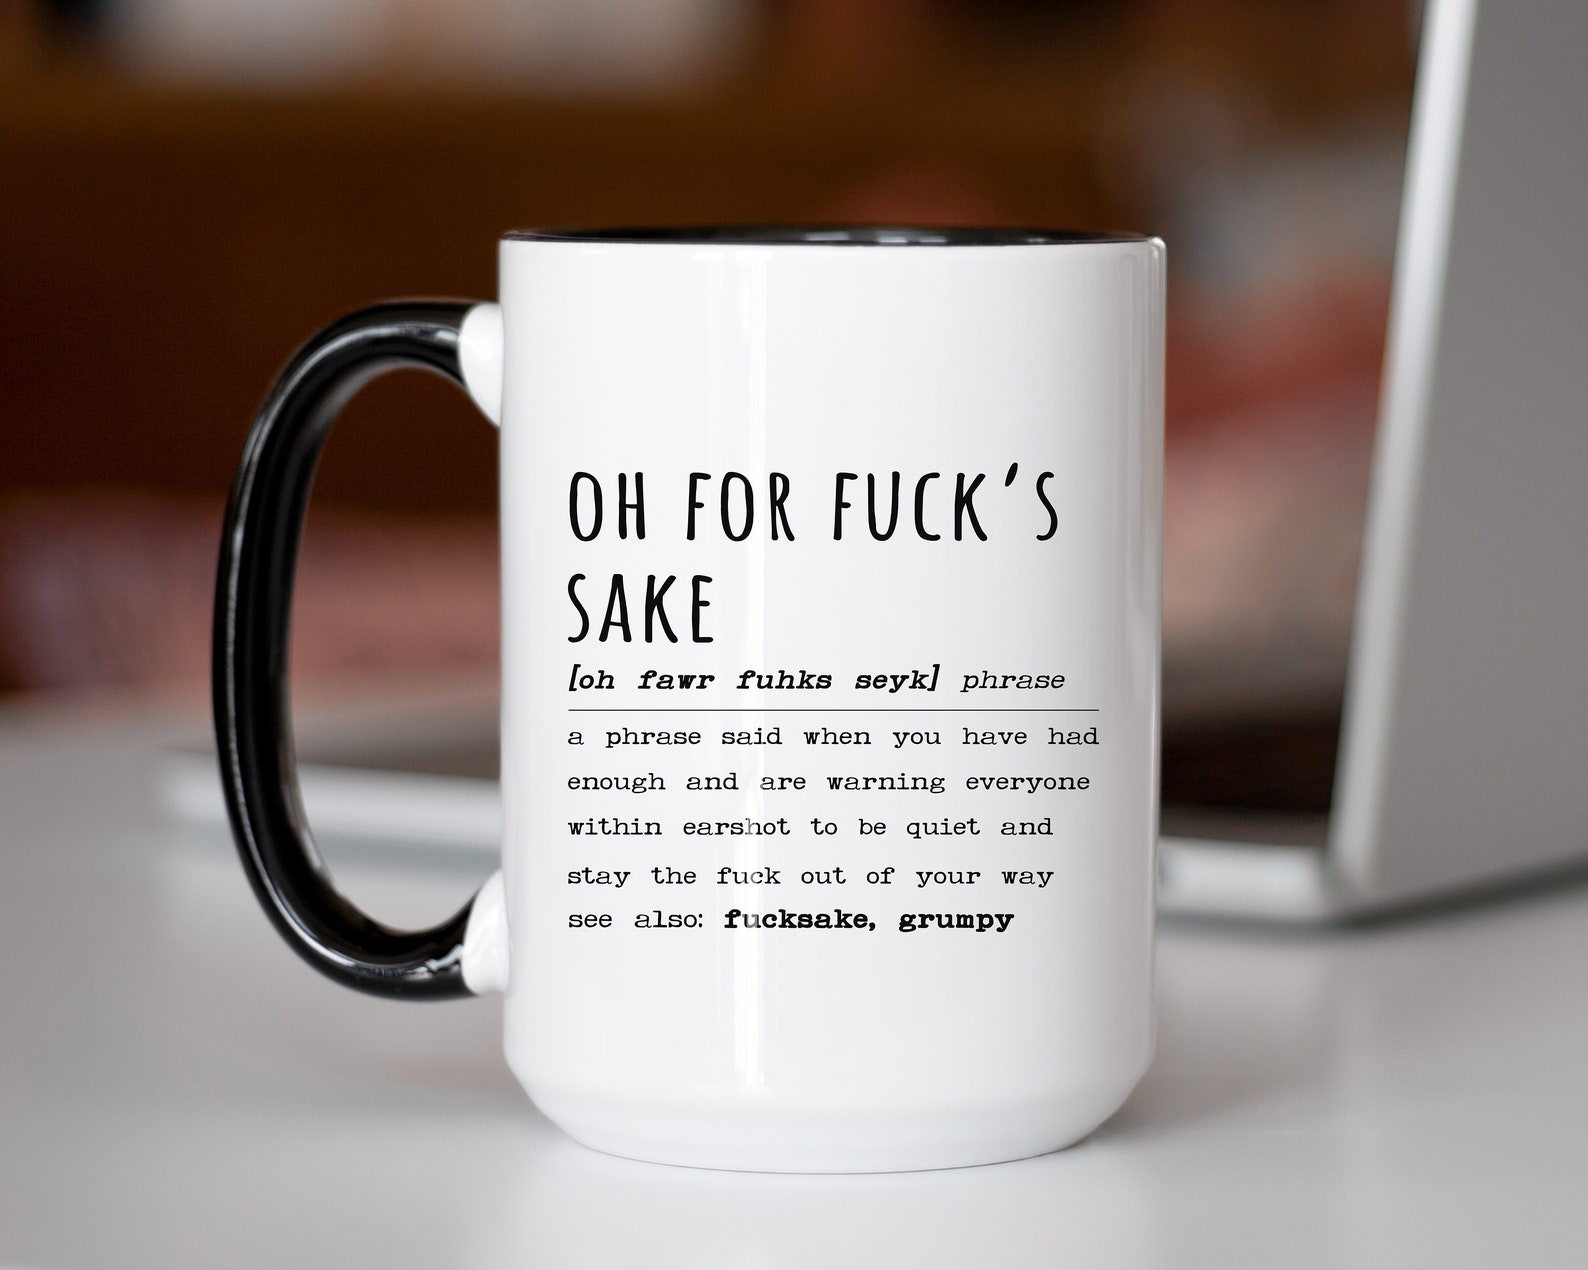 OH FOR FUCK'S
SAKE
[oh fawr fuhks seyk] phrase
a phrase said when you have had
enough and are warning everyone
within earshot to be quiet and
stay the fuck out of your way
see also: fucksake, grumpy